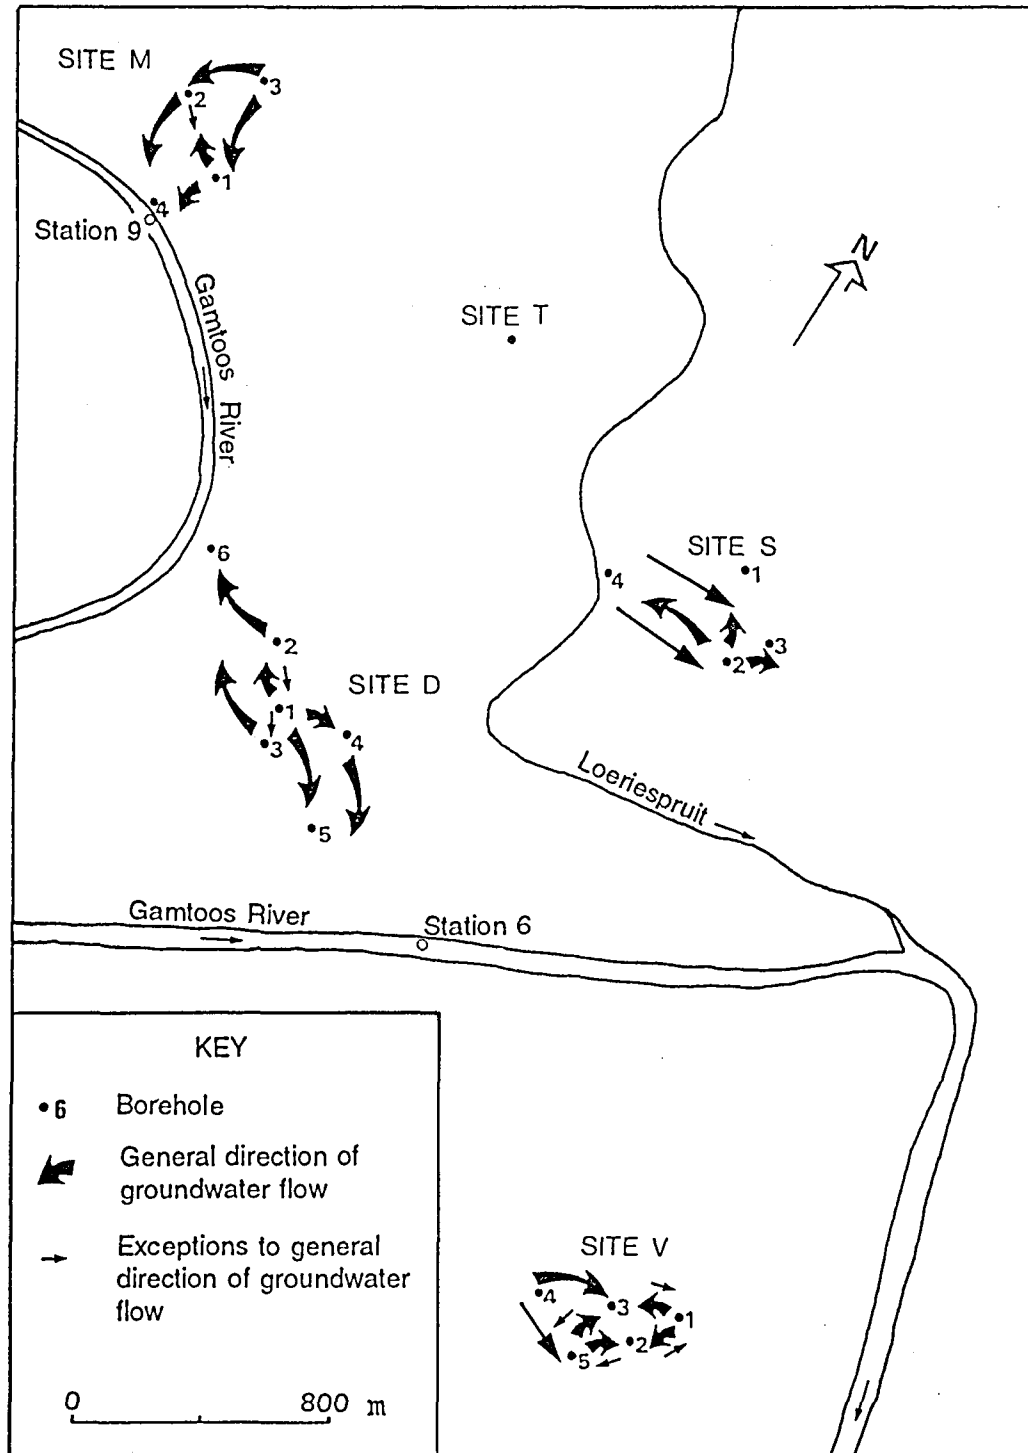 SITE M
3
2
1
4
Station 9
N
Gamtoos River
SITE T
SITE S
6
4
1
3
2
2
SITE D
1
4
3
5
Loeriespruit
Gamtoos River
Station 6
KEY
6 Borehole
General direction of
groundwater flow
Exceptions to general
direction of groundwater
flow
0 800 m
SITE V
4
3
1
2
5